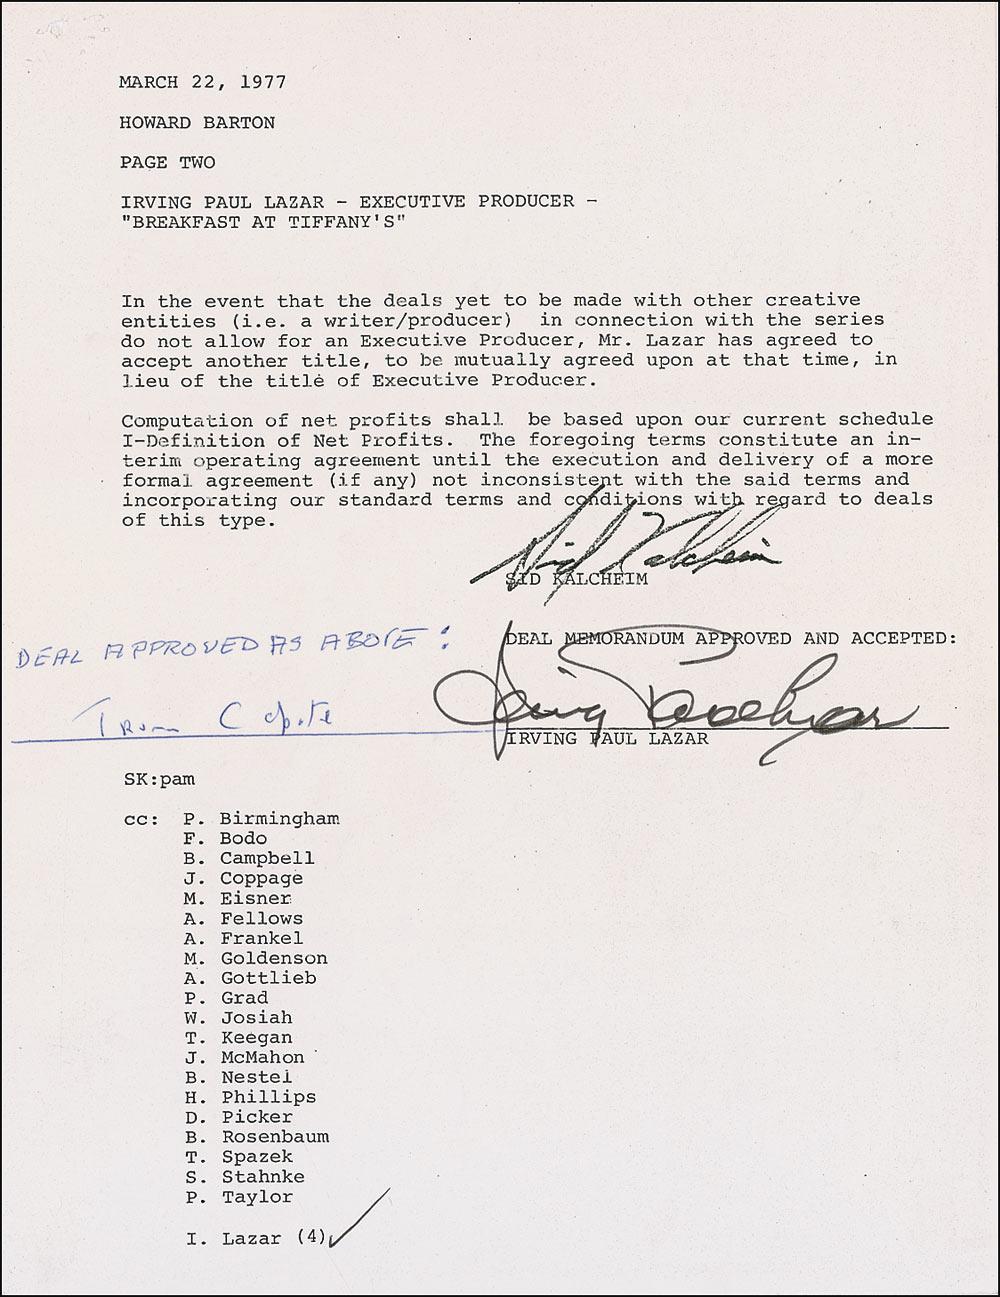 MARCH 22, 1977
HOWARD BARTON
PAGE TWO
IRVING PAUL LAZAR - EXECUTIVE PRODUCER -
"BREAKFAST AT TIFFANY'S"
In the event that the deals yet to be made with other creative
entities (i.e. a writer/producer) in connection with the series
do not allow for an Executive Producer, Mr. Lazar has agreed to
accept another title, to be mutually agreed upon at that time, in
lieu of the title of Executive Producer.
Computation of net profits shall be based upon our current schedule
I-Definition of Net Profits. The foregoing terms constitute an in-
terim operating agreement until the execution and delivery of a more
formal agreement (if any) not inconsistent with the said terms and
incorporating our standard terms and conditions with regard to deals
of this type.
Sid Kalcheim
SID KALCHEIM
DEAL APPROVED AS ABOVE:
DEAL MEMORANDUM APPROVED AND ACCEPTED:
Truman Capote
Irving Paul Lazar
IRVING PAUL LAZAR
SK:pam
cc: P. Birmingham
F. Bodo
B. Campbell
J. Coppage
M. Eisner
A. Fellows
A. Frankel
M. Goldenson
A. Gottlieb
P. Grad
W. Josiah
T. Keegan
J. McMahon
B. Nestel
H. Phillips
D. Picker
B. Rosenbaum
T. Spazek
S. Stahnke
P. Taylor
I. Lazar (4)